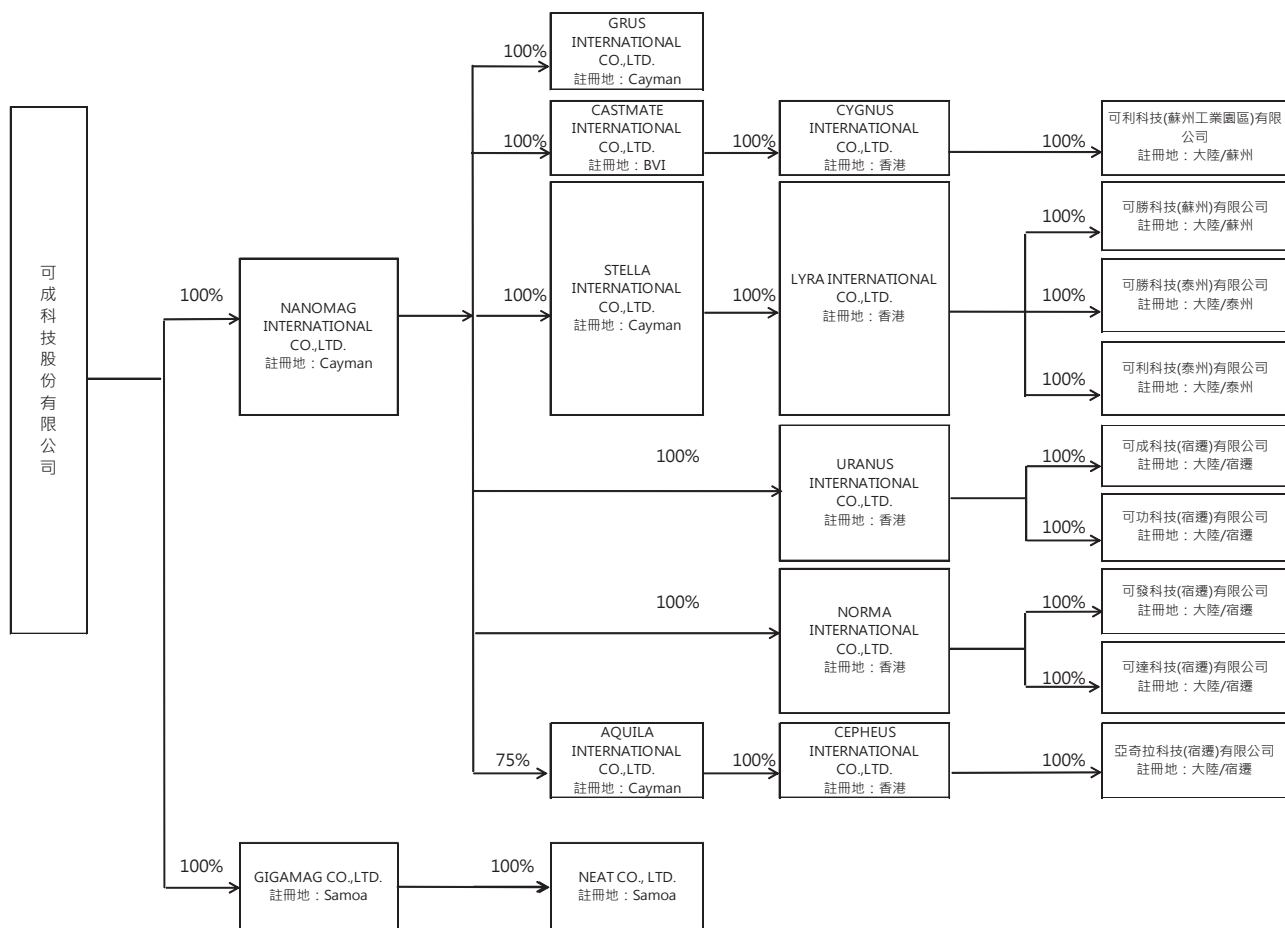 可成科技股份有限公司
100%
NANOMAG
INTERNATIONAL
CO.,LTD.
註冊地：Cayman
100%
GRUS
INTERNATIONAL
CO.,LTD.
註冊地：Cayman
100%
CASTMATE
INTERNATIONAL
CO.,LTD.
註冊地：BVI
100%
CYGNUS
INTERNATIONAL
CO.,LTD.
註冊地：香港
100%
可利科技(蘇州工業園區)有限
公司
註冊地：大陸/蘇州
100%
STELLA
INTERNATIONAL
CO.,LTD.
註冊地：Cayman
100%
LYRA INTERNATIONAL
CO.,LTD.
註冊地：香港
100%
可勝科技(蘇州)有限公司
註冊地：大陸/蘇州
100%
可勝科技(泰州)有限公司
註冊地：大陸/泰州
100%
可利科技(泰州)有限公司
註冊地：大陸/泰州
100%
URANUS
INTERNATIONAL
CO.,LTD.
註冊地：香港
100%
可成科技(宿遷)有限公司
註冊地：大陸/宿遷
100%
可功科技(宿遷)有限公司
註冊地：大陸/宿遷
100%
NORMA
INTERNATIONAL
CO.,LTD.
註冊地：香港
100%
可發科技(宿遷)有限公司
註冊地：大陸/宿遷
100%
可達科技(宿遷)有限公司
註冊地：大陸/宿遷
75%
AQUILA
INTERNATIONAL
CO.,LTD.
註冊地：Cayman
100%
CEPHEUS
INTERNATIONAL
CO.,LTD.
註冊地：香港
100%
亞奇拉科技(宿遷)有限公司
註冊地：大陸/宿遷
100%
GIGAMAG CO.,LTD.
註冊地：Samoa
100%
NEAT CO., LTD.
註冊地：Samoa